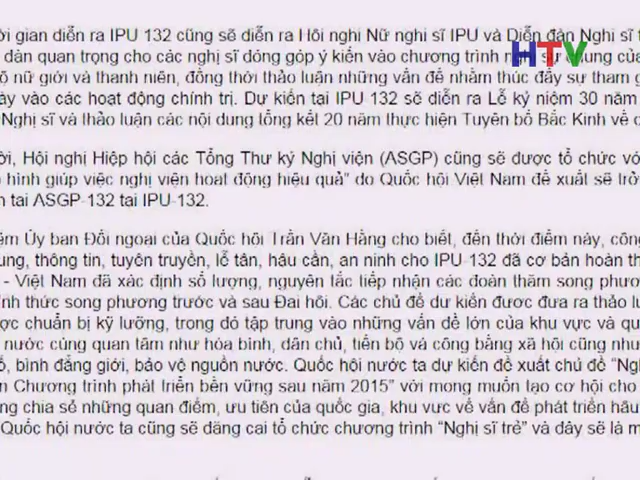 HTV
ời gian diễn ra IPU 132 cũng sẽ diễn ra Hội nghị Nữ nghị sĩ IPU và Diễn đàn Nghị sĩ t
đàn quan trọng cho các nghị sĩ đóng góp ý kiến vào chương trình nghị sự chung của
ỏ nữ giới và thanh niên, đồng thời thảo luận những vấn đề nhằm thúc đẩy sự tham g
ày vào các hoạt động chính trị. Dự kiến tại IPU 132 sẽ diễn ra Lễ kỷ niệm 30 năm
Nghị sĩ và thảo luận các nội dung tổng kết 20 năm thực hiện Tuyên bố Bắc Kinh về c
ời, Hội nghị Hiệp hội các Tổng Thư ký Nghị viện (ASGP) cũng sẽ được tổ chức vớ
hình giúp việc nghị viện hoạt động hiệu quả” do Quốc hội Việt Nam đề xuất sẽ trở
n tại ASGP-132 tại IPU-132.
ệm Ủy ban Đối ngoại của Quốc hội Trần Văn Hằng cho biết, đến thời điểm này, công
ung, thông tin, tuyên truyền, lễ tân, hậu cần, an ninh cho IPU-132 đã cơ bản hoàn th
- Việt Nam đã xác định số lượng, nguyên tắc tiếp nhận các đoàn thăm song phươn
nh thức song phương trước và sau Đại hội. Các chủ đề dự kiến được đưa ra thảo lu
ợc chuẩn bị kỹ lưỡng, trong đó tập trung vào những vấn đề lớn của khu vực và qu
nước cùng quan tâm như hòa bình, dân chủ, tiến bộ và công bằng xã hội cũng như
ố, bình đẳng giới, bảo vệ nguồn nước. Quốc hội nước ta dự kiến đề xuất chủ đề “Ngh
n Chương trình phát triển bền vững sau năm 2015” với mong muốn tạo cơ hội cho
ng chia sẻ những quan điểm, ưu tiên của quốc gia, khu vực về vấn đề phát triển hậu
Quốc hội nước ta cũng sẽ đăng cai tổ chức chương trình “Nghị sĩ trẻ” và đây sẽ là m